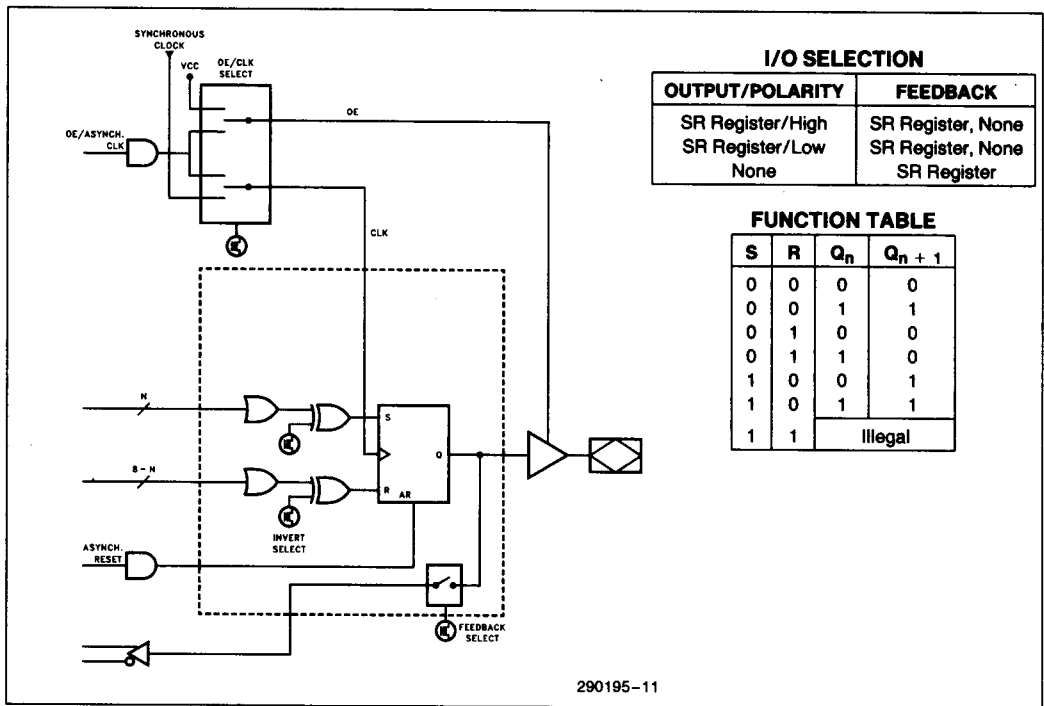 SYNCHRONOUS
CLOCK
VCC
OE/CLK
SELECT
OE
OE/ASYNCH.
CLK
CLK
N
S
8-N
Q
R
AR
INVERT
SELECT
ASYNCH.
RESET
FEEDBACK
SELECT
I/O SELECTION
OUTPUT/POLARITY FEEDBACK
SR Register/High SR Register, None
SR Register/Low SR Register, None
None SR Register
FUNCTION TABLE
S R Qn Qn + 1
0 0 0 0
0 0 1 1
0 1 0 0
0 1 1 0
1 0 0 1
1 0 1 1
1 1 Illegal
290195-11